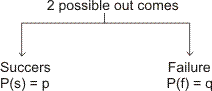 2 possible out comes
Succers
Failure
P(s) = p
P(f) = q